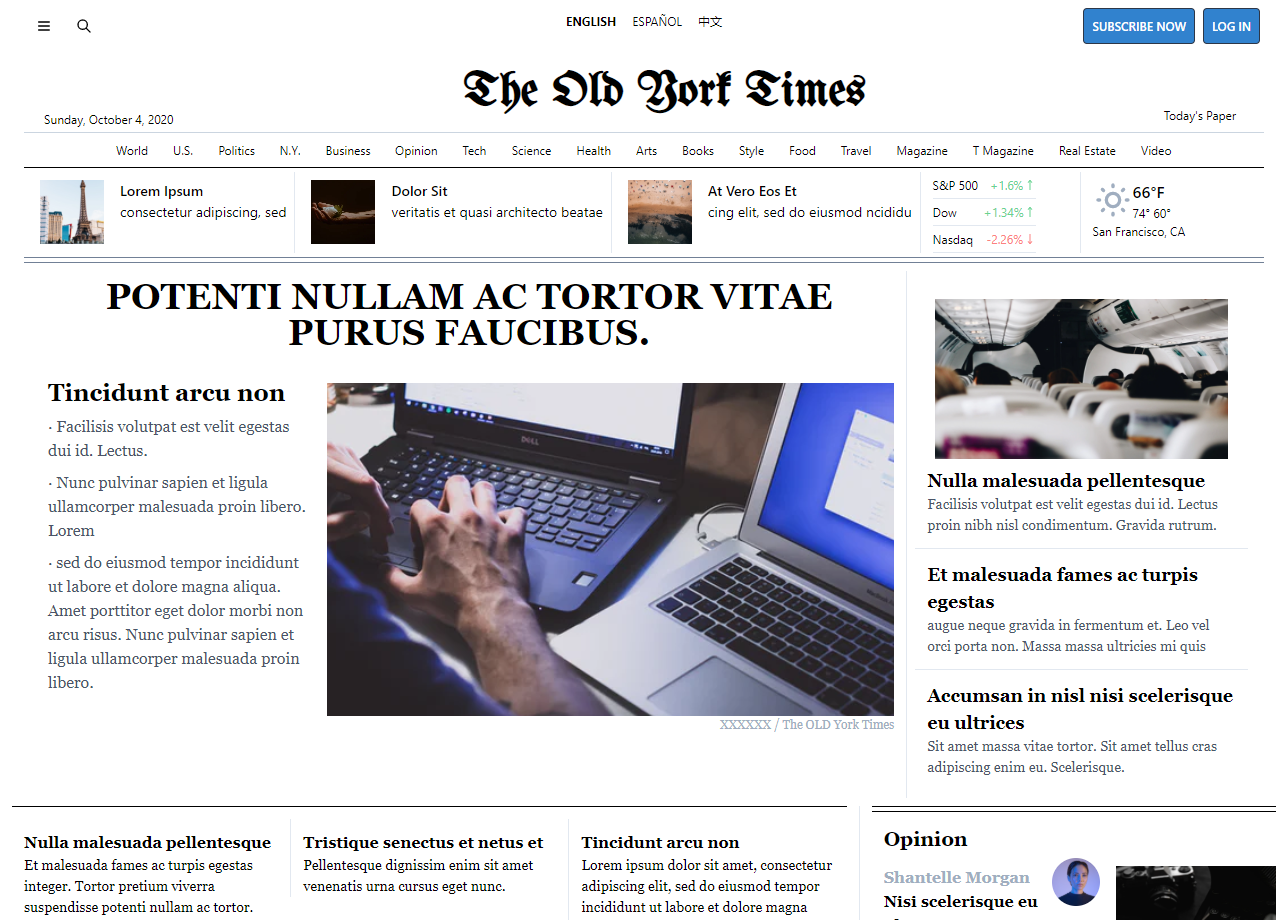 ENGLISH ESPAÑOL 中文
SUBSCRIBE NOW LOG IN
The Old York Times
Sunday, October 4, 2020
Today's Paper
World U.S. Politics N.Y. Business Opinion Tech Science Health Arts Books Style Food Travel Magazine T Magazine Real Estate Video
Lorem Ipsum
consectetur adipiscing, sed
Dolor Sit
veritatis et quasi architecto beatae
At Vero Eos Et
cing elit, sed do eiusmod ncididu
S&P 500 +1.6% ↑
Dow +1.34% ↑
Nasdaq -2.26% ↓
66°F
74° 60°
San Francisco, CA
POTENTI NULLAM AC TORTOR VITAE
PURUS FAUCIBUS.
Tincidunt arcu non
· Facilisis volutpat est velit egestas
dui id. Lectus.
· Nunc pulvinar sapien et ligula
ullamcorper malesuada proin libero.
Lorem
· sed do eiusmod tempor incididunt
ut labore et dolore magna aliqua.
Amet porttitor eget dolor morbi non
arcu risus. Nunc pulvinar sapien et
ligula ullamcorper malesuada proin
libero.
DELL
XXXXXX / The OLD York Times
Nulla malesuada pellentesque
Facilisis volutpat est velit egestas dui id. Lectus
proin nibh nisl condimentum. Gravida rutrum.
Et malesuada fames ac turpis
egestas
augue neque gravida in fermentum et. Leo vel
orci porta non. Massa massa ultricies mi quis
Accumsan in nisl nisi scelerisque
eu ultrices
Sit amet massa vitae tortor. Sit amet tellus cras
adipiscing enim eu. Scelerisque.
Nulla malesuada pellentesque
Et malesuada fames ac turpis egestas
integer. Tortor pretium viverra
suspendisse potenti nullam ac tortor.
Tristique senectus et netus et
Pellentesque dignissim enim sit amet
venenatis urna cursus eget nunc.
Tincidunt arcu non
Lorem ipsum dolor sit amet, consectetur
adipiscing elit, sed do eiusmod tempor
incididunt ut labore et dolore magna
Opinion
Shantelle Morgan
Nisi scelerisque eu